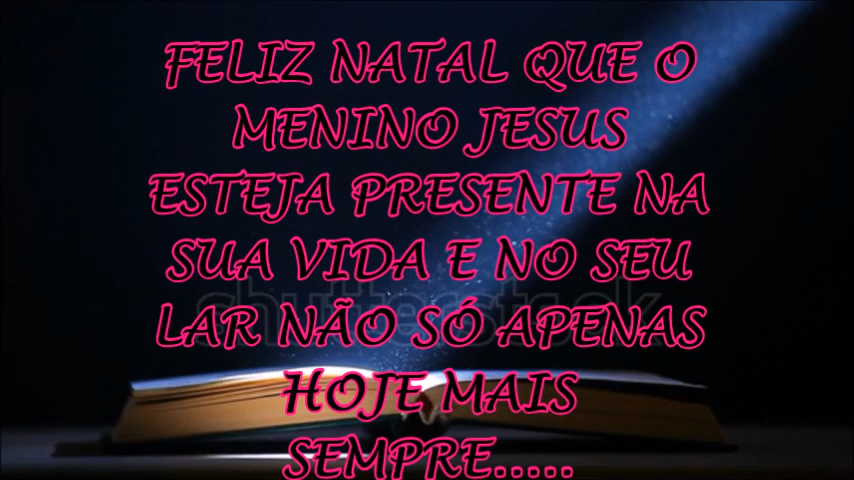 FELIZ NATAL QUE O
MENINO JESUS
ESTEJA PRESENTE NA
SUA VIDA E NO SEU
shutterstock
LAR NÃO SÓ APENAS
HOJE MAIS
SEMPRE.....